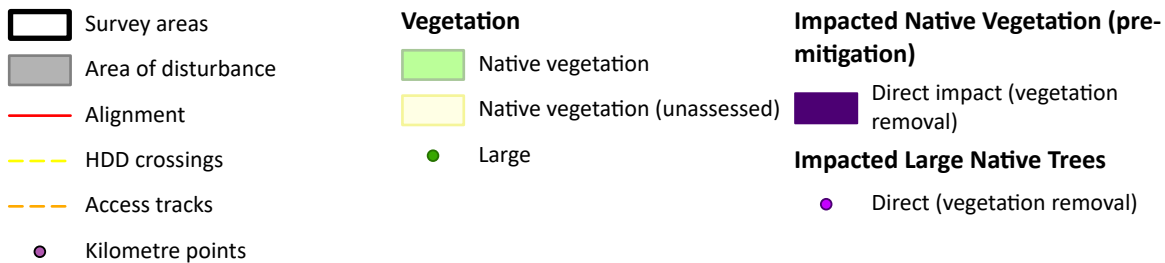 Survey areas
Area of disturbance
Alignment
HDD crossings
Access tracks
Kilometre points
Vegetation
Native vegetation
Native vegetation (unassessed)
Large
Impacted Native Vegetation (pre-
mitigation)
Direct impact (vegetation
removal)
Impacted Large Native Trees
Direct (vegetation removal)